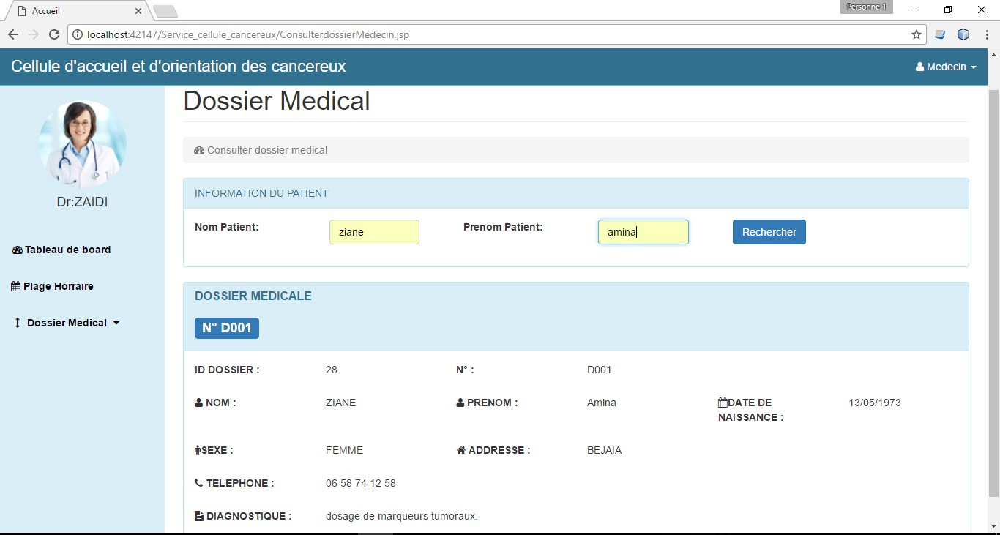 Accueil
Personne 1
localhost:42147/Service_cellule_cancereux/ConsulterdossierMedecin.jsp
Cellule d'accueil et d'orientation des cancereux
Medecin
Dossier Medical
Consulter dossier medical
Dr:ZAIDI
Tableau de board
Plage Horraire
Dossier Medical
INFORMATION DU PATIENT
Nom Patient: ziane Prenom Patient: amina Rechercher
DOSSIER MEDICALE
N° D001
ID DOSSIER : 28 N° : D001
NOM : ZIANE PRENOM : Amina DATE DE NAISSANCE : 13/05/1973
SEXE : FEMME ADDRESSE : BEJAIA
TELEPHONE : 06 58 74 12 58
DIAGNOSTIQUE : dosage de marqueurs tumoraux.